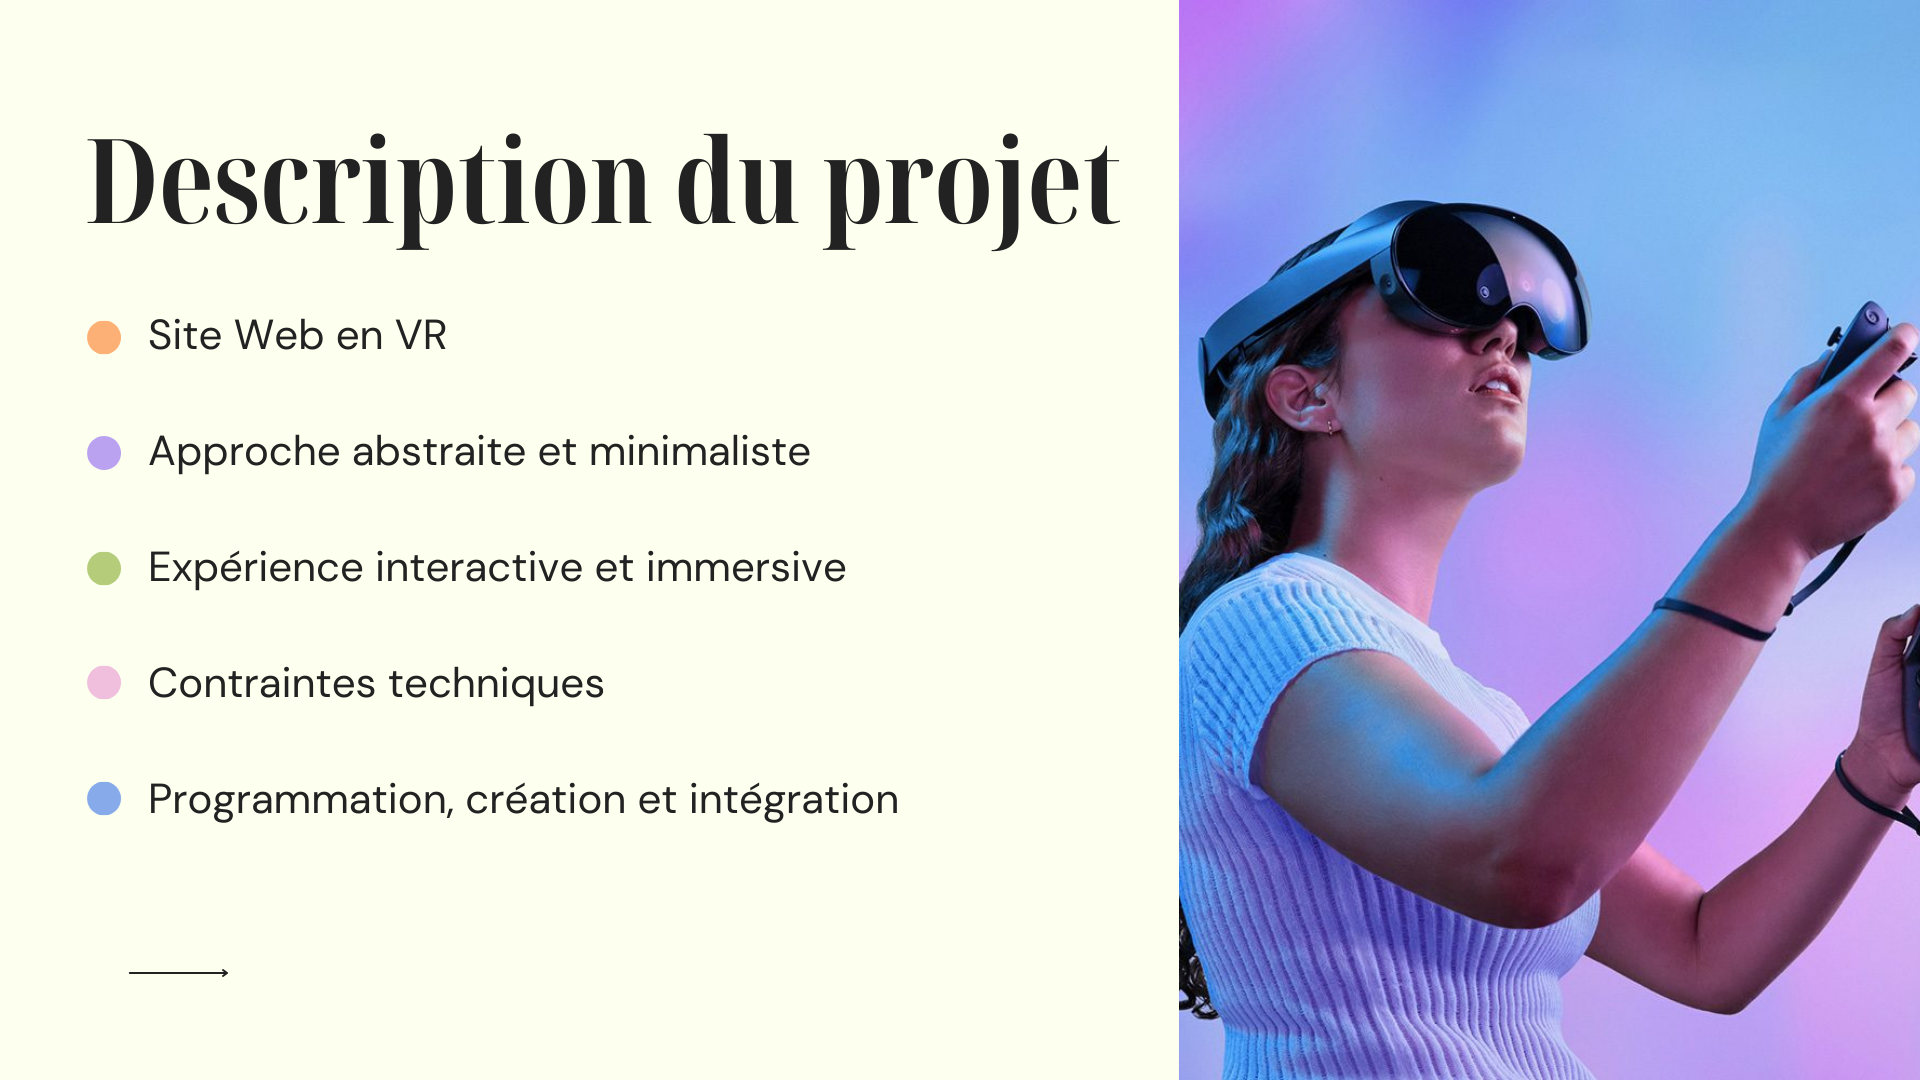 Description du projet
Site Web en VR
Approche abstraite et minimaliste
Expérience interactive et immersive
Contraintes techniques
Programmation, création et intégration